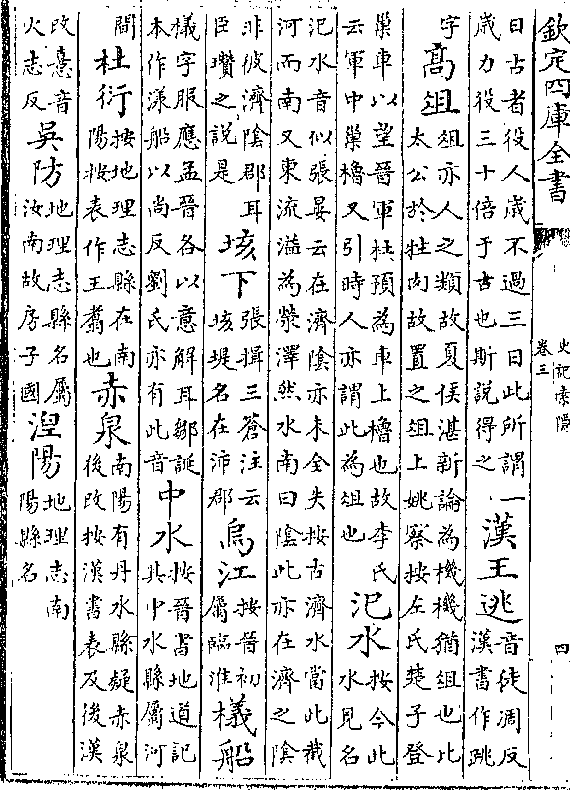 欽定四庫全書
史記索隱
卷三
四
曰古者役人歲不過三日此所謂一
歲力役三十倍于古也斯說得之
漢王逃
音徒凋反
漢書作跳
字
高俎
俎亦人之類故夏侯湛新論為機機猶俎也比
太公於牲肉故置之俎上姚察按左氏楚子登
巢車以望晉軍杜預為車上櫓也故李氏
云軍中巢櫓又引時人亦謂此為俎也
汜水
按今此
水見名
汜水音似張晏云在濟陰亦未全失按古濟水當此截
河而南又東流溢為滎澤然水南曰陰此亦在濟之陰
非彼濟陰郡耳
臣瓚之說是
垓下
張揖三蒼注云
垓堤名在沛郡
烏江
按晉初
屬臨淮
檥船
檥字服應孟晉各以意解耳鄒誕
本作漾船以尚反劉氏亦有此音
中水
按晉書地道記
其中水縣屬河
間
杜衍
按地理志縣在南
陽按表作王翥也
赤泉
南陽有丹水縣疑赤泉
後改按漢書表及後漢
改憙音
火志反
吳防
地理志縣名屬
汝南故房子國
涅陽
地理志南
陽縣名